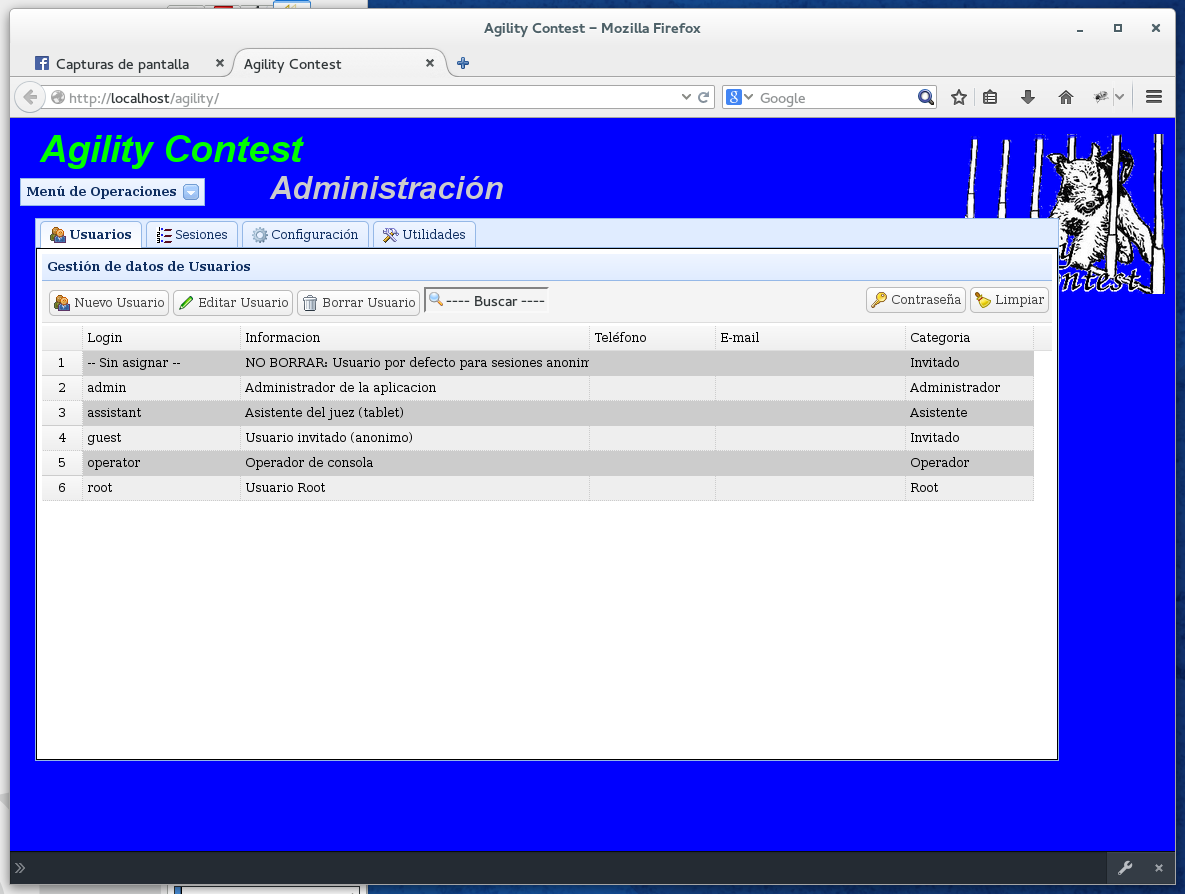 Agility Contest – Mozilla Firefox
Capturas de pantalla
Agility Contest
http://localhost/agility/
Google
Agility Contest
Menú de Operaciones
Administración
Usuarios Sesiones Configuración Utilidades
Gestión de datos de Usuarios
Nuevo Usuario Editar Usuario Borrar Usuario ---- Buscar ---- Contraseña Limpiar
Login Informacion Teléfono E-mail Categoria
1 -- Sin asignar -- NO BORRAR: Usuario por defecto para sesiones anonim Invitado
2 admin Administrador de la aplicacion Administrador
3 assistant Asistente del juez (tablet) Asistente
4 guest Usuario invitado (anonimo) Invitado
5 operator Operador de consola Operador
6 root Usuario Root Root